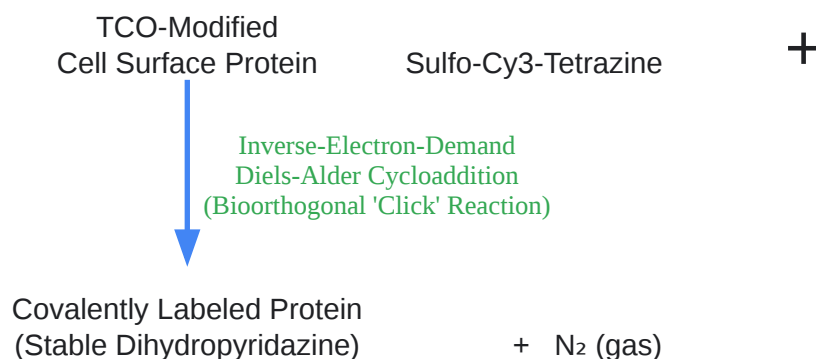 TCO-Modified
Cell Surface Protein
Sulfo-Cy3-Tetrazine
+
Inverse-Electron-Demand
Diels-Alder Cycloaddition
(Bioorthogonal 'Click' Reaction)
Covalently Labeled Protein
(Stable Dihydropyridazine)
+ N₂ (gas)